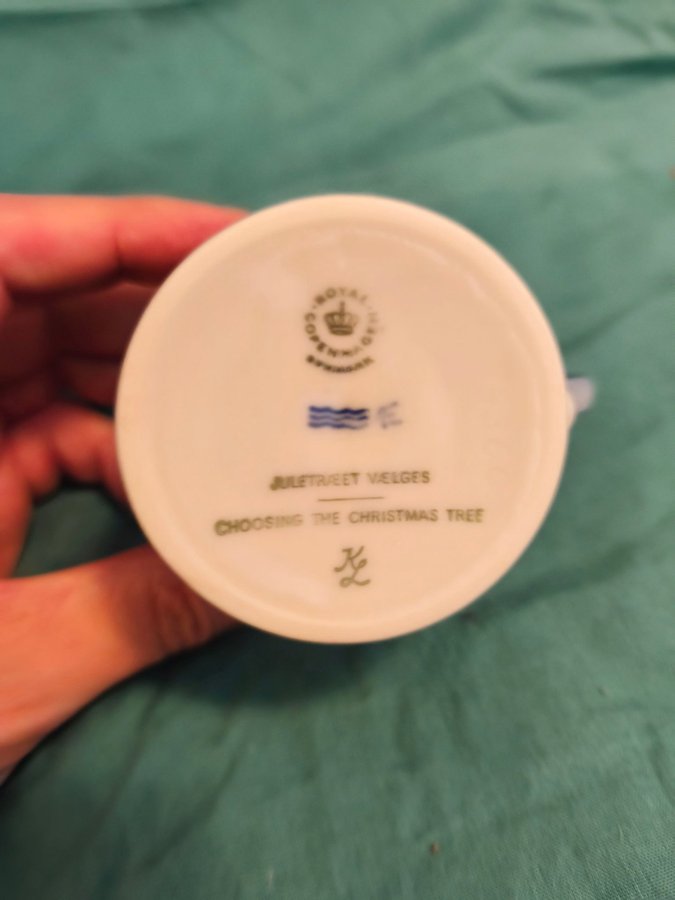 ROYAL
COPENHAGEN
DENMARK
JULETRÆET VÆLGES
CHOOSING THE CHRISTMAS TREE
KL